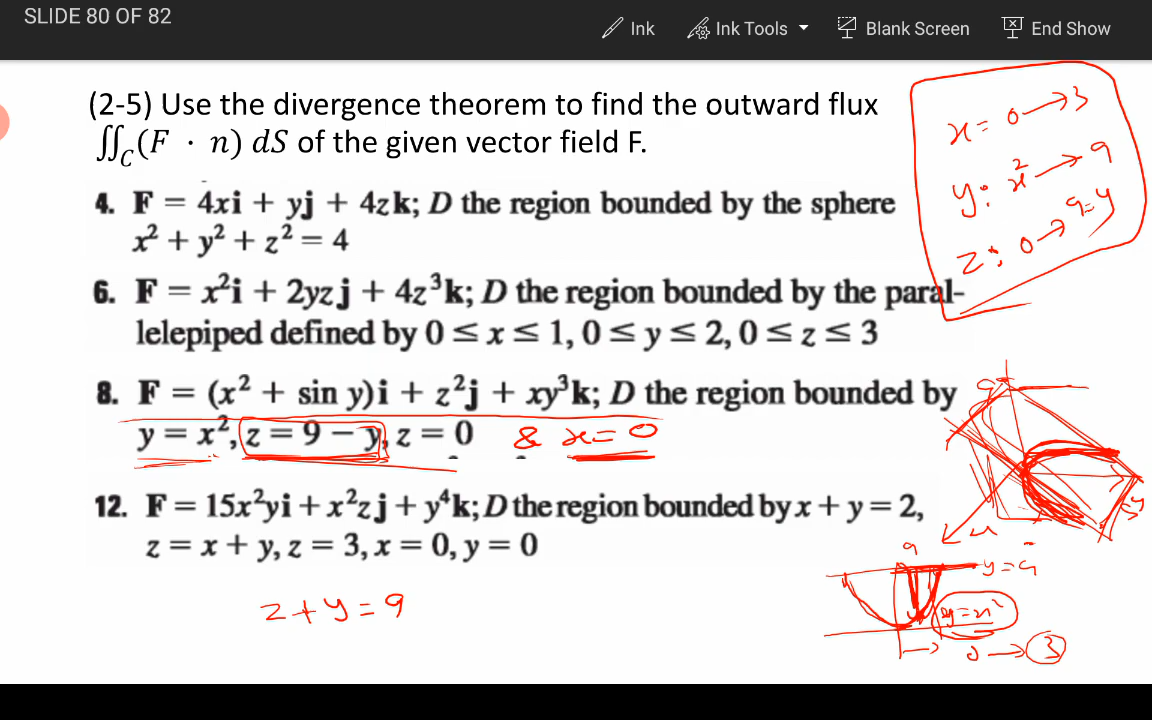 SLIDE 80 OF 82
Ink Ink Tools Blank Screen End Show
(2-5) Use the divergence theorem to find the outward flux
∬_C(F · n) dS of the given vector field F.
x = 0 → 3
y: x² → 9
z: 0 → 9-y
4. F = 4xi + yj + 4zk; D the region bounded by the sphere
x² + y² + z² = 4
6. F = x²i + 2yzj + 4z³k; D the region bounded by the paral-
lelepiped defined by 0 ≤ x ≤ 1, 0 ≤ y ≤ 2, 0 ≤ z ≤ 3
8. F = (x² + sin y)i + z²j + xy³k; D the region bounded by
y = x², z = 9 − y, z = 0 & x = 0
12. F = 15x²yi + x²zj + y⁴k; D the region bounded by x + y = 2,
z = x + y, z = 3, x = 0, y = 0
z + y = 9
9
9
y = 9
y = x²
0 → 3